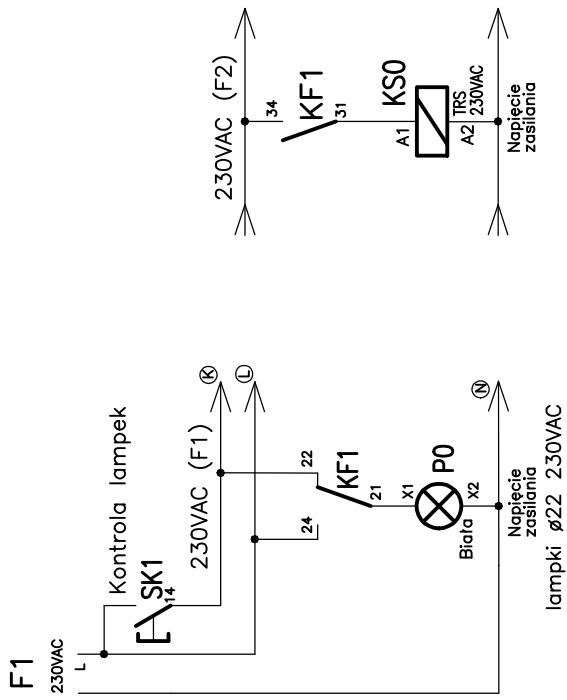 230VAC (F2)
34
KF1
31
KS0
A1
TRS
230VAC
A2
Napięcie
zasilania
F1
230VAC
L
Kontrola lampek
SK1
14
230VAC (F1)
K
L
22
24
KF1
21
X1
P0
X2
Biała
N
Napięcie
zasilania
lampki ø22 230VAC